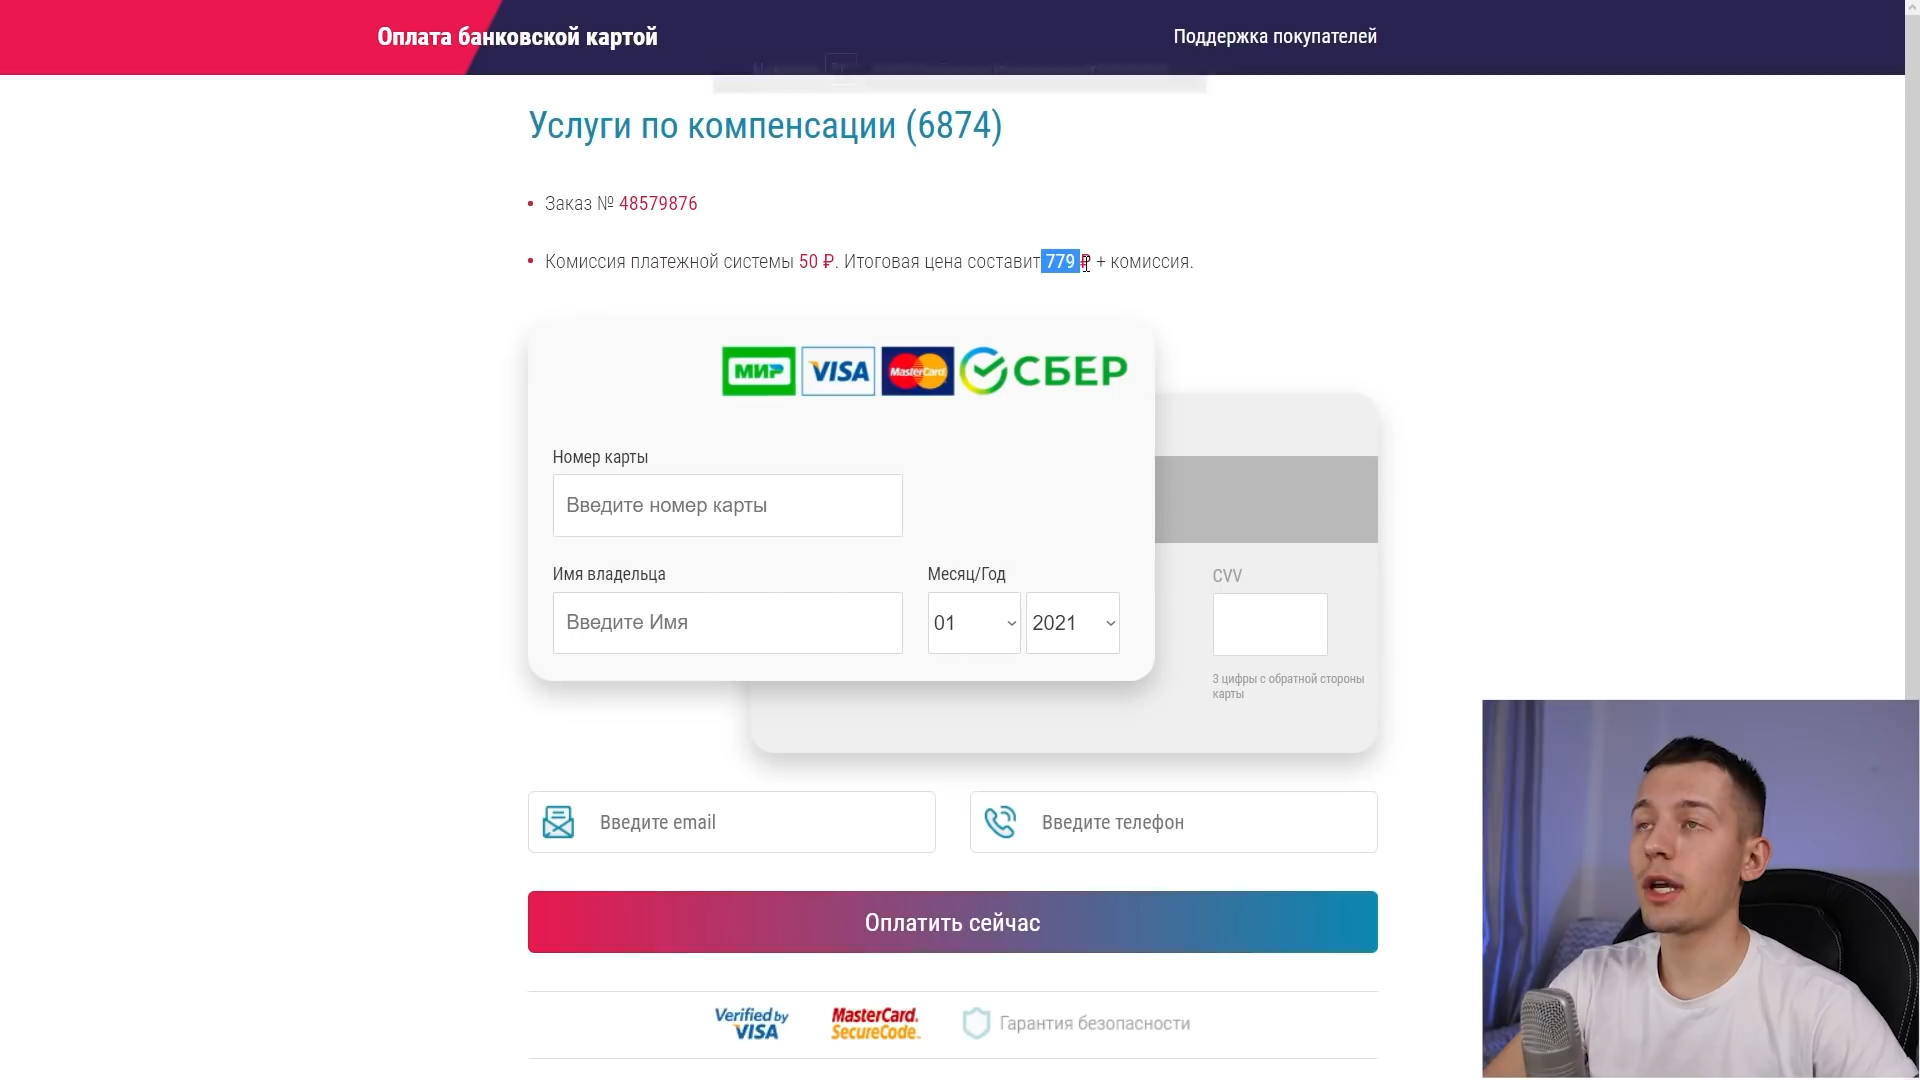 Оплата банковской картой
Поддержка покупателей
Услуги по компенсации (6874)
Заказ № 48579876
Комиссия платежной системы 50 ₽. Итоговая цена составит 779 ₽ + комиссия.
МИР VISA MasterCard СБЕР
Номер карты
Введите номер карты
Имя владельца
Месяц/Год
CVV
Введите Имя
01
2021
3 цифры с обратной стороны
карты
Введите email
Введите телефон
Оплатить сейчас
Verified by
VISA
MasterCard.
SecureCode.
Гарантия безопасности